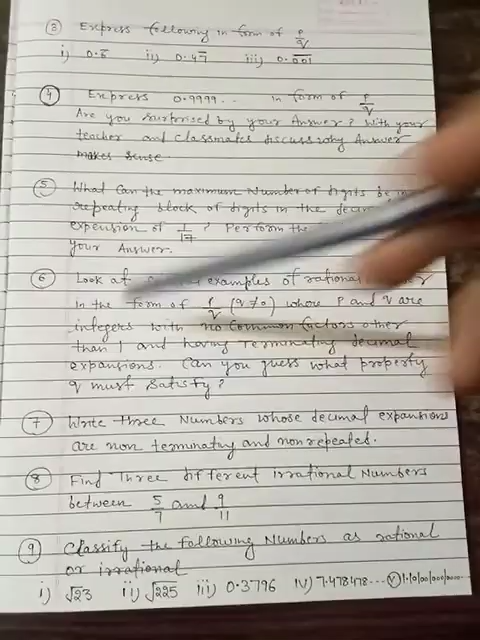 ③ Express following in form of p/q
i) 0.6̅ ii) 0.47̅ iii) 0.0̅0̅1̅
④ Express 0.9999.. in form of p/q
Are you surprised by your Answer? With your
teacher and classmates discuss why Answer
makes sense.
⑤ What can the maximum Number of digits be in
repeating block of digits in the
expension of 1/17? Perform the
your Answer.
⑥ Look at examples of rational
In the form of p/q (q≠0) whose P and q are
integers with no Common factors other
than 1 and having Terminating decimal
expansions. Can you guess what property
q must satisfy?
⑦ Write three Numbers whose decimal expansions
are non terminating and non repeated.
⑧ Find Three different irrational Numbers
between 5/7 and 9/11
⑨ Classify the following Numbers as rational
or irrational
i) √23 ii) √225 iii) 0.3796 iv) 7.478478... ⓥ